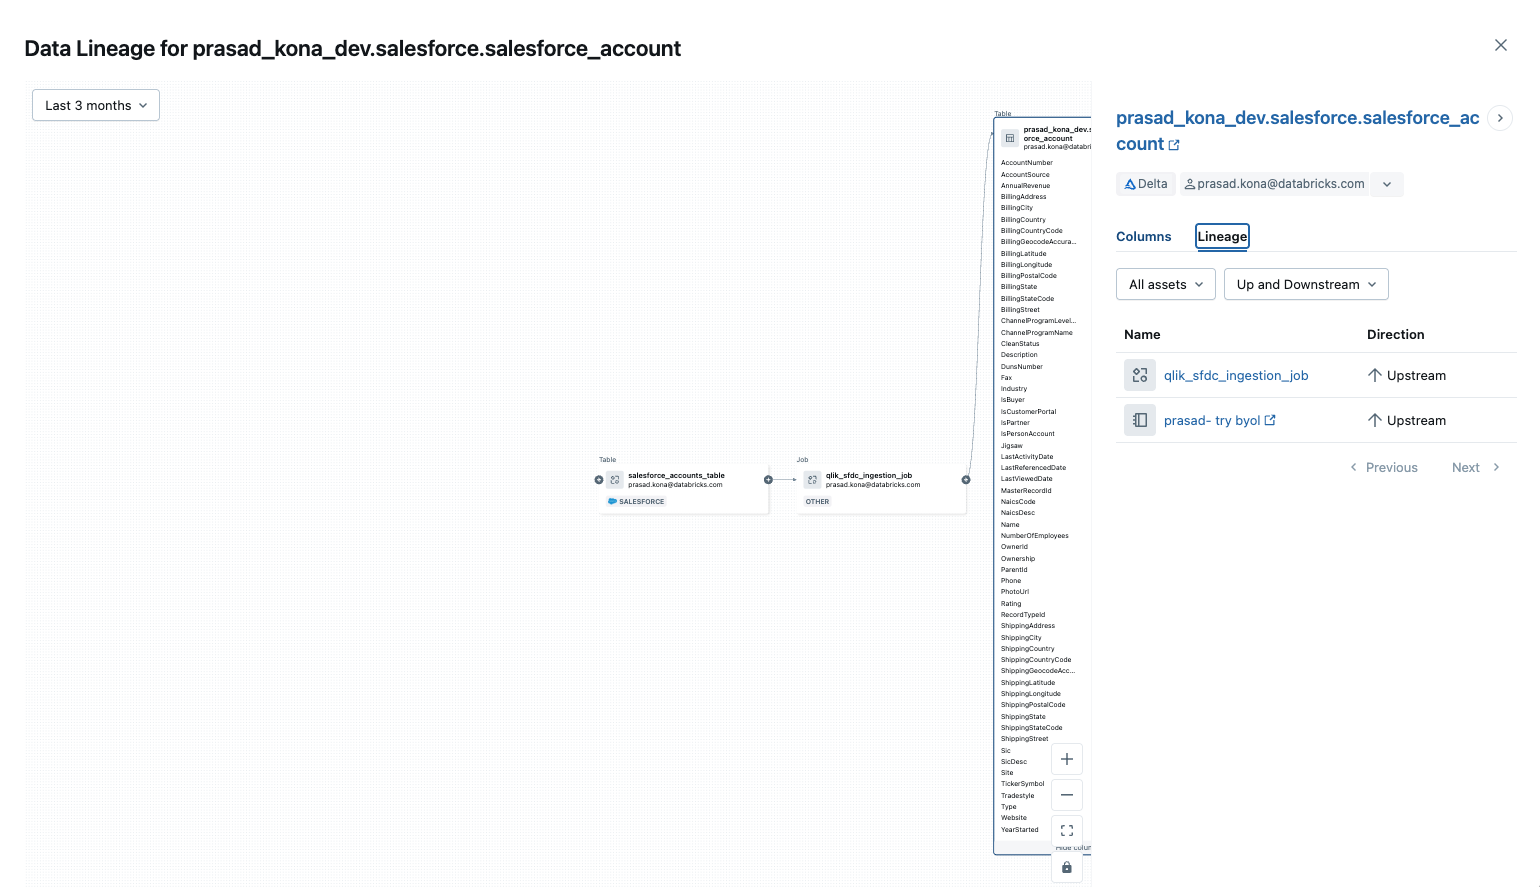 Data Lineage for prasad_kona_dev.salesforce.salesforce_account
Last 3 months
Table
salesforce_accounts_table
prasad.kona@databricks.com
SALESFORCE
Job
qlik_sfdc_ingestion_job
prasad.kona@databricks.com
OTHER
Table
prasad_kona_dev.s
orce_account
prasad.kona@databri
AccountNumber
AccountSource
AnnualRevenue
BillingAddress
BillingCity
BillingCountry
BillingCountryCode
BillingGeocodeAccura...
BillingLatitude
BillingLongitude
BillingPostalCode
BillingState
BillingStateCode
BillingStreet
ChannelProgramLevel...
ChannelProgramName
CleanStatus
Description
DunsNumber
Fax
Industry
IsBuyer
IsCustomerPortal
IsPartner
IsPersonAccount
Jigsaw
LastActivityDate
LastReferencedDate
LastViewedDate
MasterRecordId
NaicsCode
NaicsDesc
Name
NumberOfEmployees
OwnerId
Ownership
ParentId
Phone
PhotoUrl
Rating
RecordTypeId
ShippingAddress
ShippingCity
ShippingCountry
ShippingCountryCode
ShippingGeocodeAcc...
ShippingLatitude
ShippingLongitude
ShippingPostalCode
ShippingState
ShippingStateCode
ShippingStreet
Sic
SicDesc
Site
TickerSymbol
Tradestyle
Type
Website
YearStarted
Hide colum
prasad_kona_dev.salesforce.salesforce_ac
count
Delta prasad.kona@databricks.com
Columns Lineage
All assets Up and Downstream
Name Direction
qlik_sfdc_ingestion_job Upstream
prasad- try byol Upstream
Previous Next